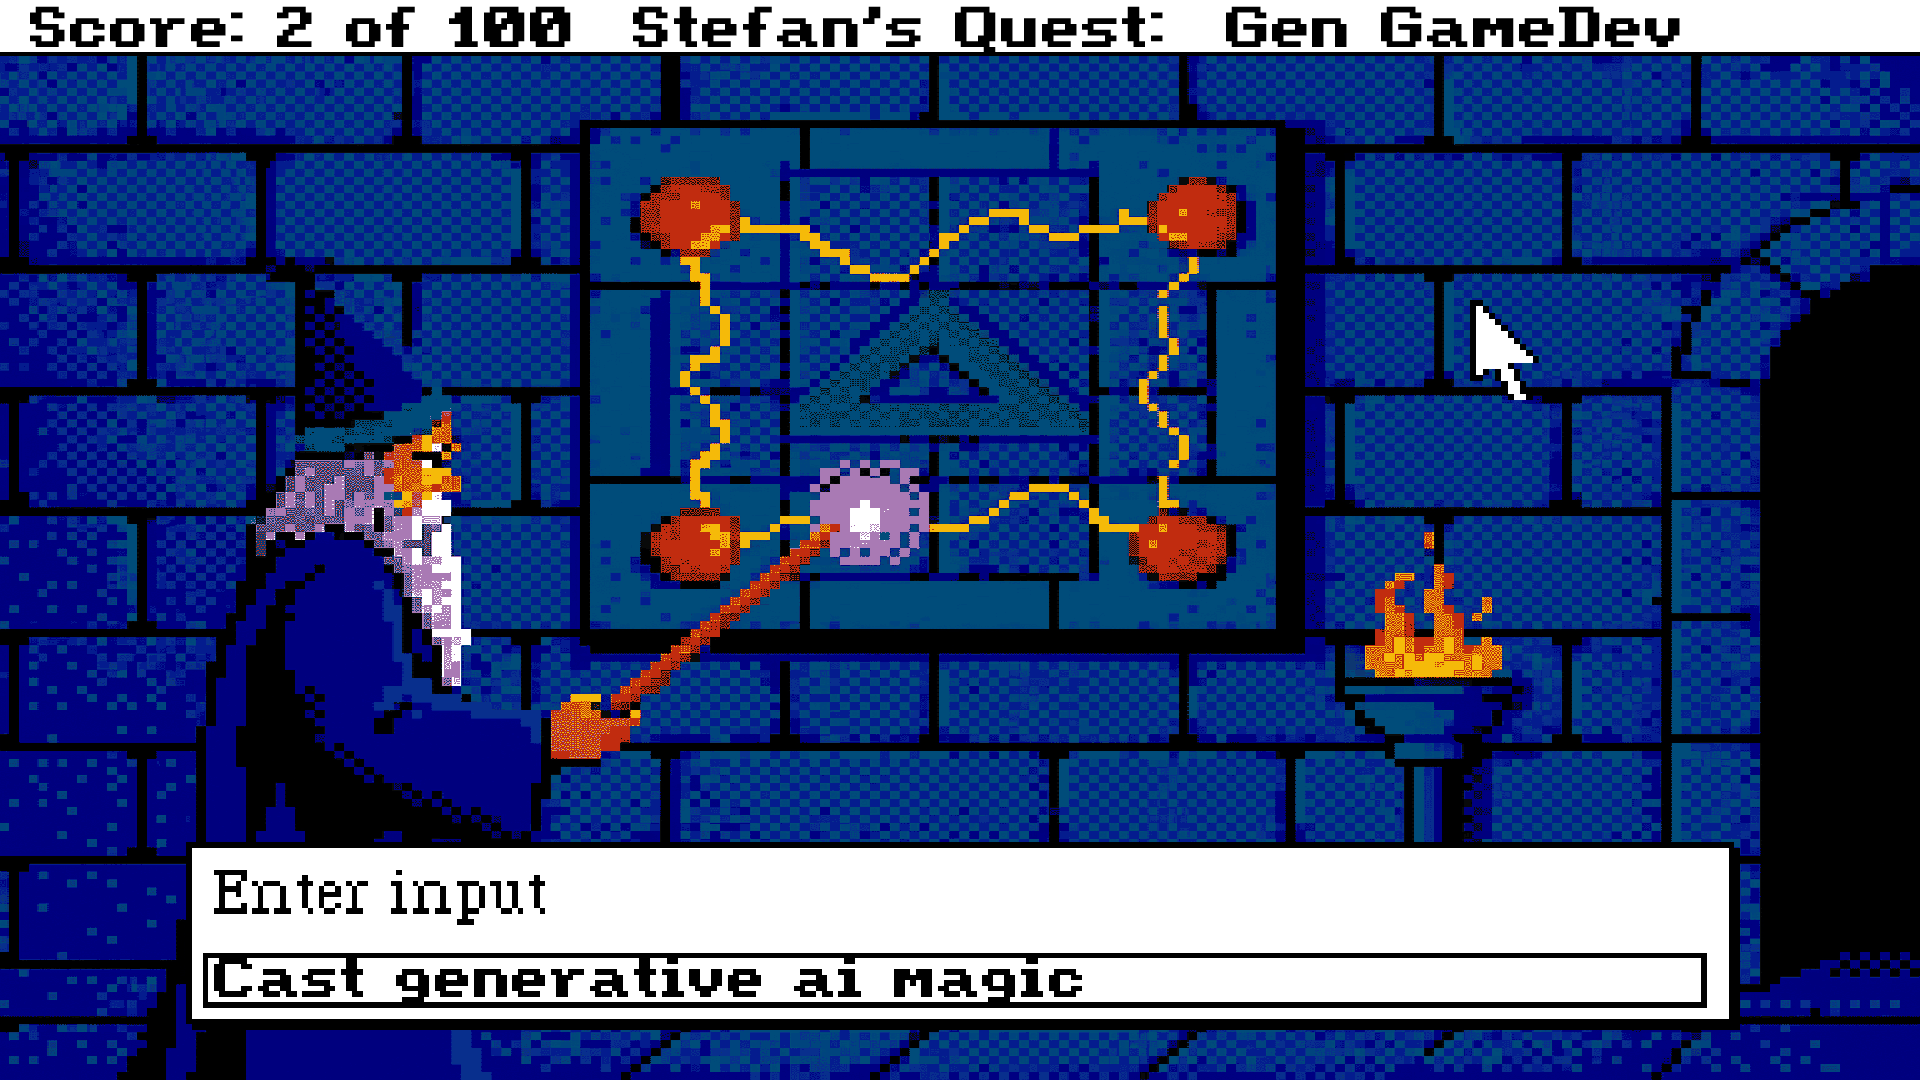 Score: 2 of 100 Stefan's Quest: Gen GameDev
Enter input
Cast generative ai magic